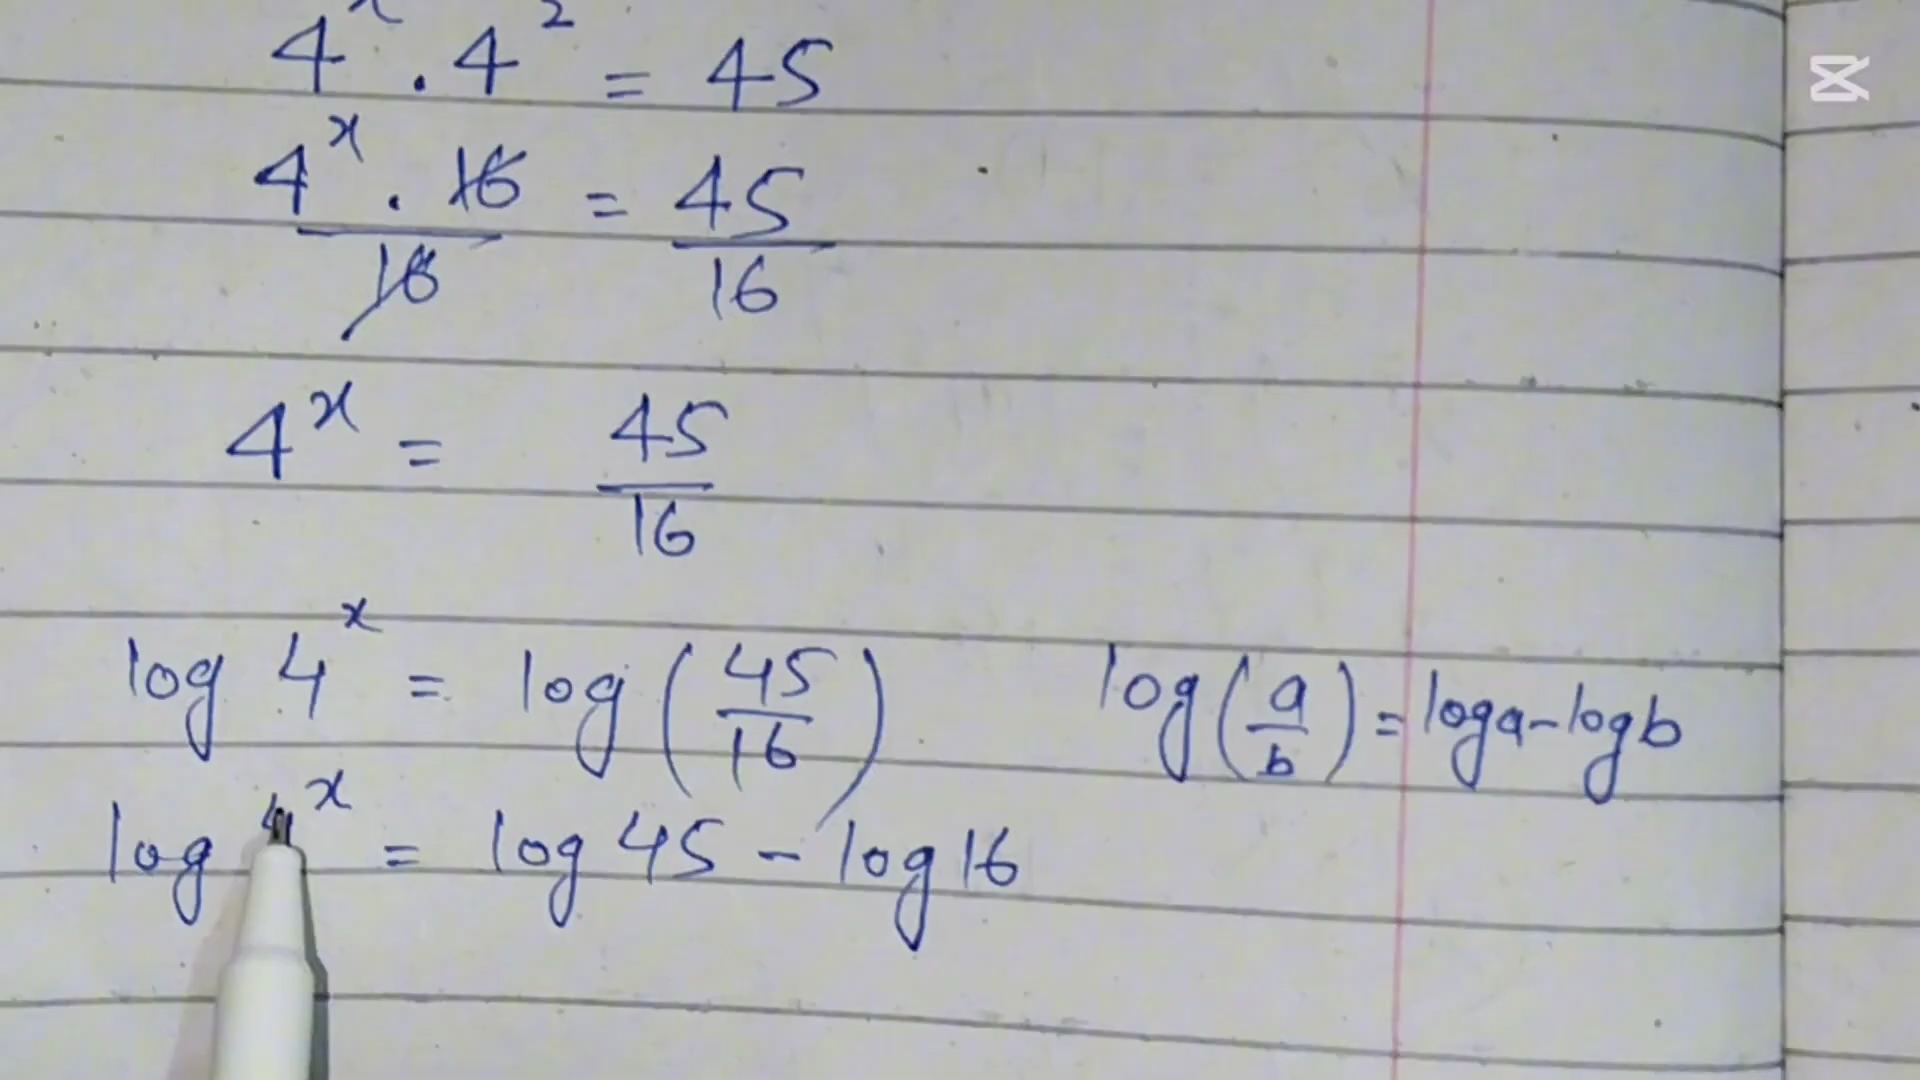 4^x . 4^2 = 45
4^x . 16 / 16 = 45 / 16
4^x = 45 / 16
log 4^x = log (45 / 16) log (a / b) = log a - log b
log 4^x = log 45 - log 16